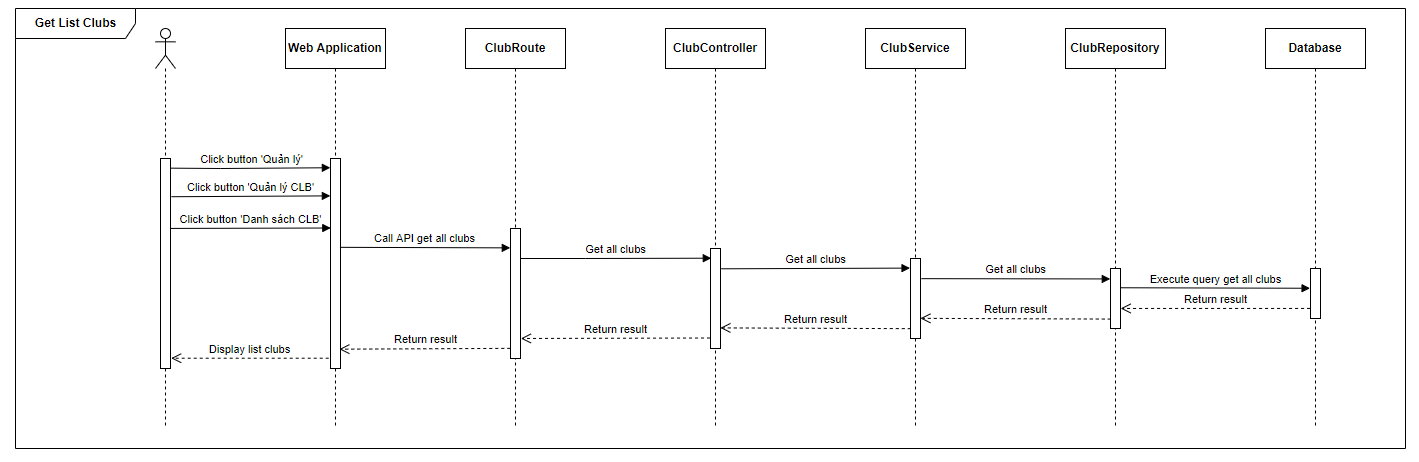 Get List Clubs
Web Application
ClubRoute
ClubController
ClubService
ClubRepository
Database
Click button 'Quản lý'
Click button 'Quản lý CLB'
Click button 'Danh sách CLB'
Call API get all clubs
Get all clubs
Get all clubs
Get all clubs
Execute query get all clubs
Return result
Return result
Return result
Return result
Return result
Display list clubs